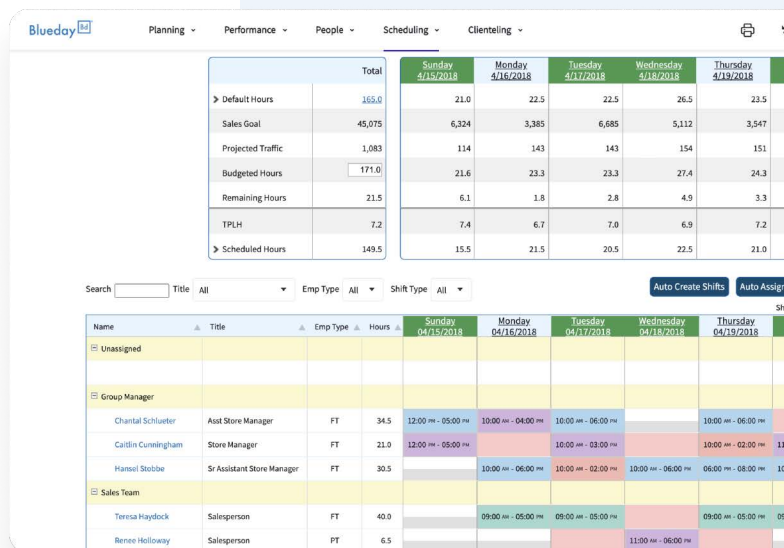 Blueday Bd
Planning Performance People Scheduling Clienteling
Total Sunday Monday Tuesday Wednesday Thursday
4/15/2018 4/16/2018 4/17/2018 4/18/2018 4/19/2018
Default Hours 165.0 21.0 22.5 22.5 26.5 23.5
Sales Goal 45,075 6,324 3,385 6,685 5,112 3,547
Projected Traffic 1,083 114 143 143 154 151
Budgeted Hours 171.0 21.6 23.3 23.3 27.4 24.3
Remaining Hours 21.5 6.1 1.8 2.8 4.9 3.3
TPLH 7.2 7.4 6.7 7.0 6.9 7.2
Scheduled Hours 149.5 15.5 21.5 20.5 22.5 21.0
Search Title All Emp Type All Shift Type All Auto Create Shifts Auto Assign
Name Title Emp Type Hours Sunday Monday Tuesday Wednesday Thursday
04/15/2018 04/16/2018 04/17/2018 04/18/2018 04/19/2018
Unassigned
Group Manager
Chantal Schlueter Asst Store Manager FT 34.5 12:00 PM - 05:00 PM 10:00 AM - 04:00 PM 10:00 AM - 06:00 PM 10:00 AM - 06:00 PM
Caitlin Cunningham Store Manager FT 21.0 12:00 PM - 05:00 PM 10:00 AM - 03:00 PM 10:00 AM - 02:00 PM 11
Hansel Stobbe Sr Assistant Store Manager FT 30.5 10:00 AM - 06:00 PM 10:00 AM - 02:00 PM 10:00 AM - 06:00 PM 06:00 PM - 08:00 PM 10
Sales Team
Teresa Haydock Salesperson FT 40.0 09:00 AM - 05:00 PM 09:00 AM - 05:00 PM 09:00 AM - 05:00 PM 09
Renee Holloway Salesperson PT 6.5 11:00 AM - 06:00 PM